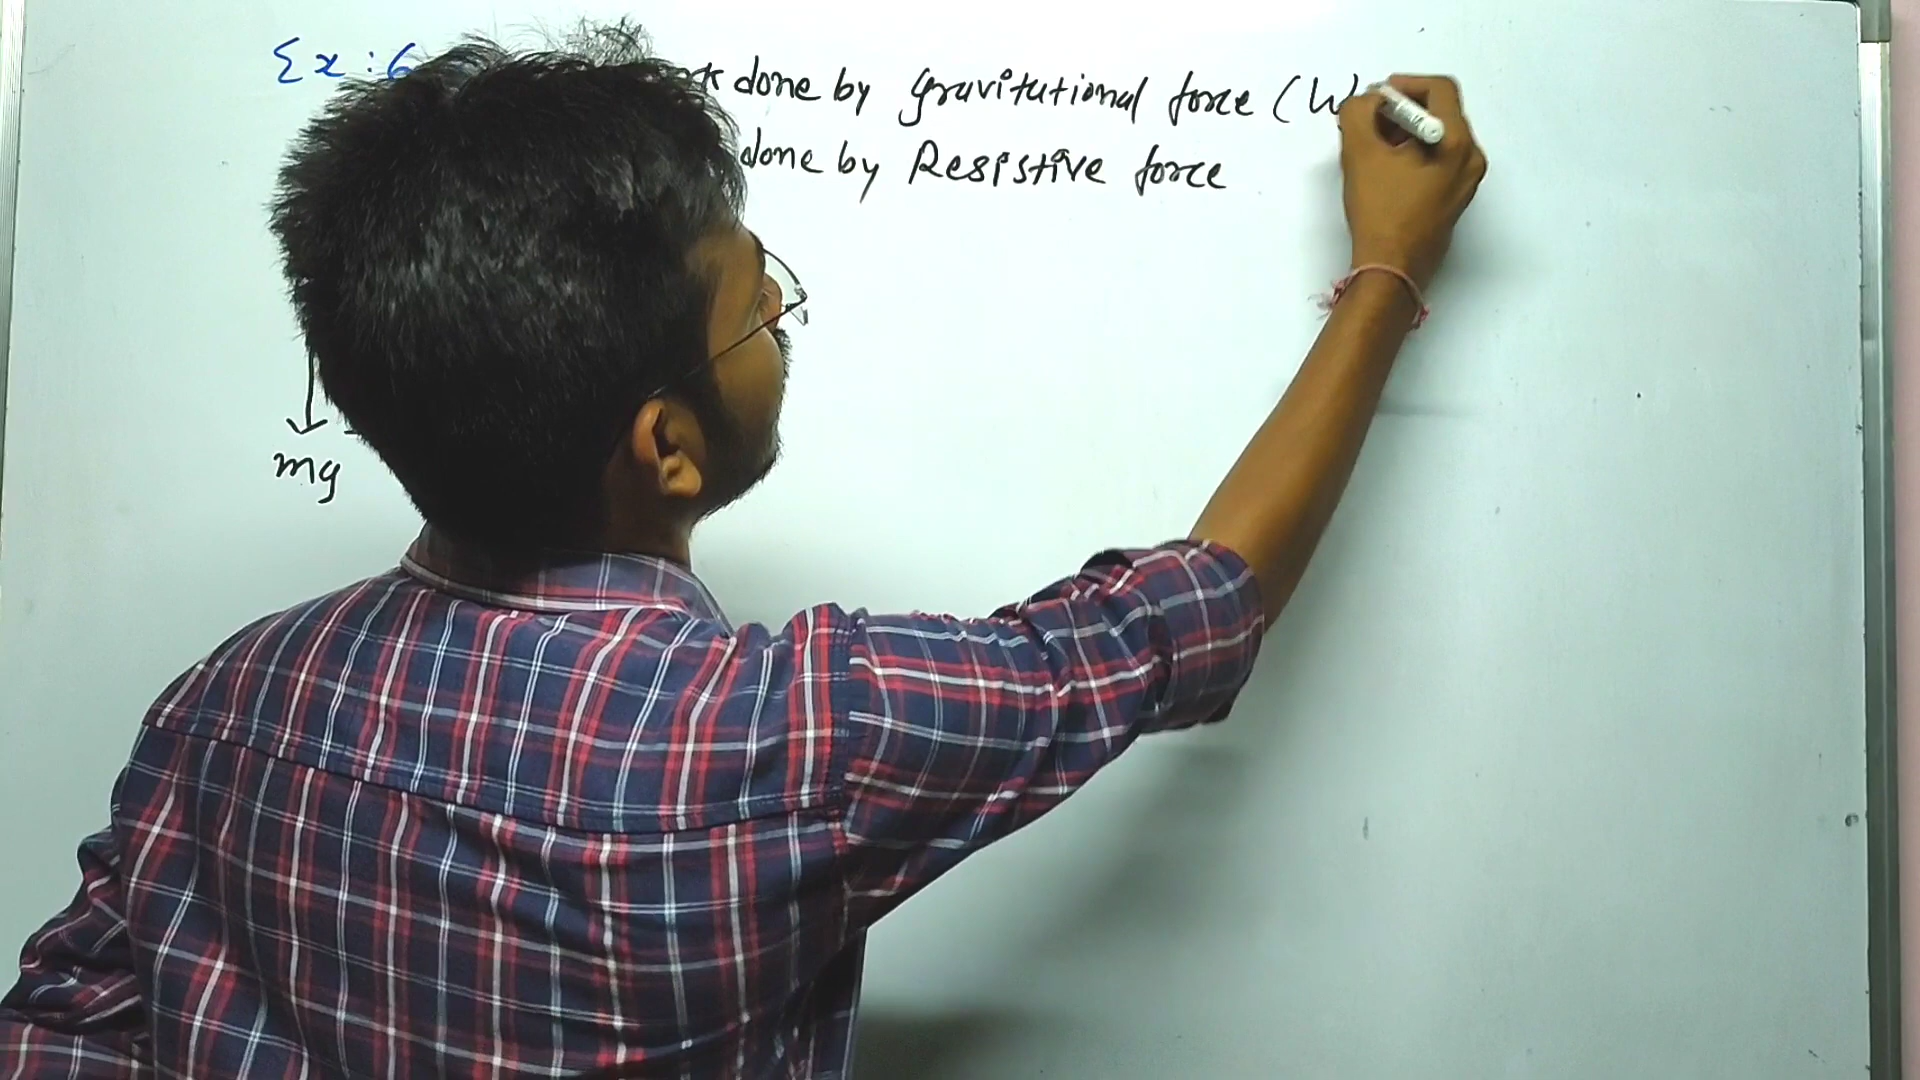 Ex : 6
done by gravitational force (W
done by Resistive force
mg